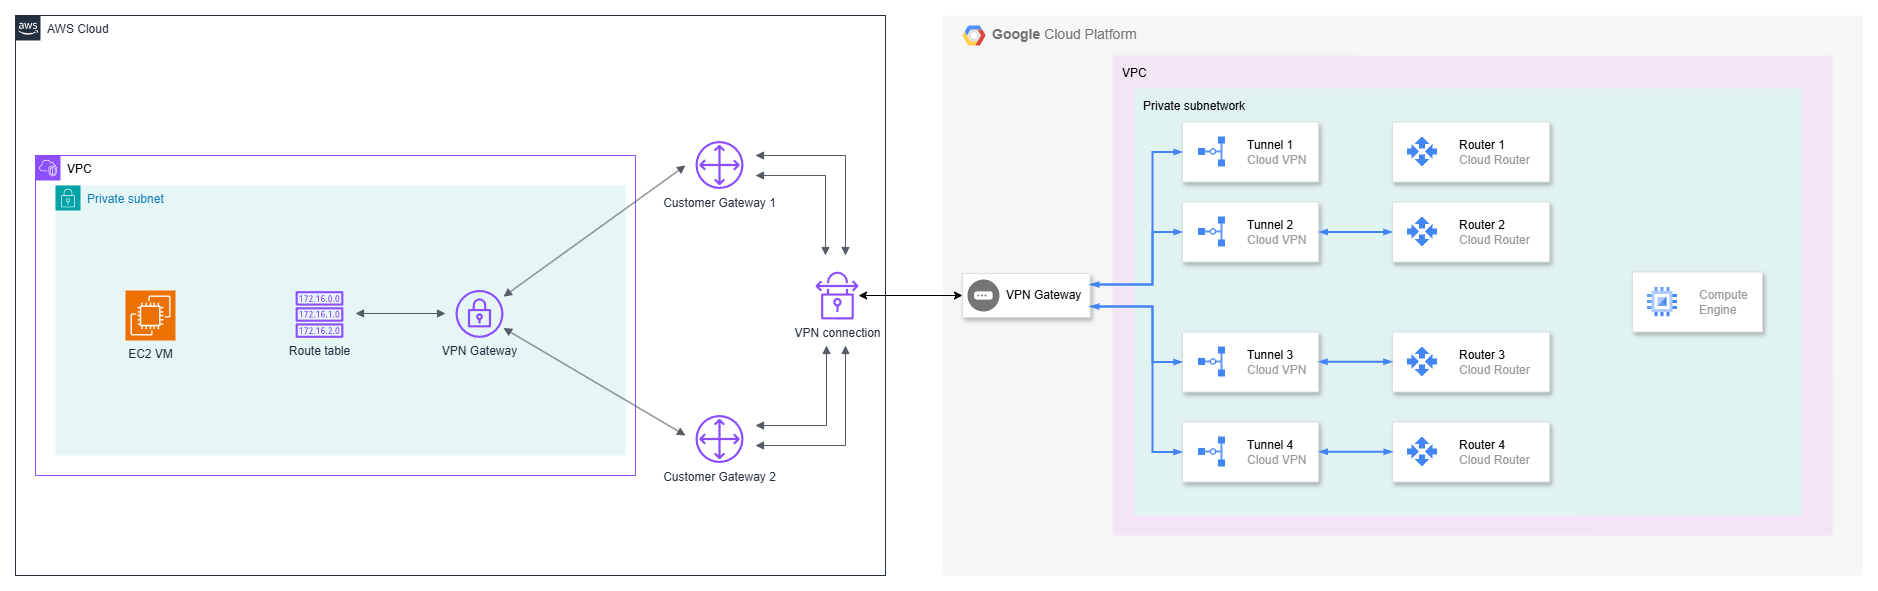 aws
AWS Cloud
VPC
Private subnet
EC2 VM
172.16.0.0
172.16.1.0
172.16.2.0
Route table
VPN Gateway
Customer Gateway 1
VPN connection
Customer Gateway 2
Google Cloud Platform
VPC
Private subnetwork
VPN Gateway
Tunnel 1
Cloud VPN
Router 1
Cloud Router
Tunnel 2
Cloud VPN
Router 2
Cloud Router
Tunnel 3
Cloud VPN
Router 3
Cloud Router
Tunnel 4
Cloud VPN
Router 4
Cloud Router
Compute
Engine